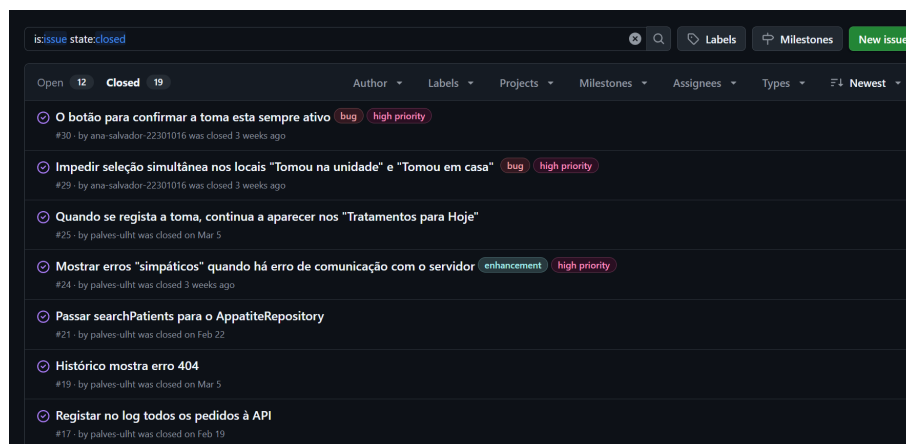 is:issue state:closed
Labels
Milestones
New issue
Open 12 Closed 19 Author Labels Projects Milestones Assignees Types Newest
O botão para confirmar a toma esta sempre ativo bug high priority
#30 · by ana-salvador-22301016 was closed 3 weeks ago
Impedir seleção simultânea nos locais "Tomou na unidade" e "Tomou em casa" bug high priority
#29 · by ana-salvador-22301016 was closed 3 weeks ago
Quando se regista a toma, continua a aparecer nos "Tratamentos para Hoje"
#25 · by palves-ulht was closed on Mar 5
Mostrar erros "simpáticos" quando há erro de comunicação com o servidor enhancement high priority
#24 · by palves-ulht was closed 3 weeks ago
Passar searchPatients para o AppatiteRepository
#21 · by palves-ulht was closed on Feb 22
Histórico mostra erro 404
#19 · by palves-ulht was closed on Mar 5
Registar no log todos os pedidos à API
#17 · by palves-ulht was closed on Feb 19